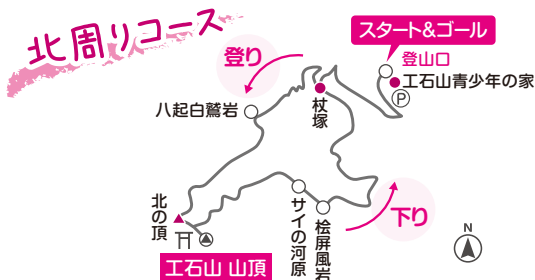 北周りコース
スタート&ゴール
登山口
工石山青少年の家
P
登り
杖塚
八起白鷲岩
北の頂
サイの河原
桧屏風岩
下り
工石山 山頂
N